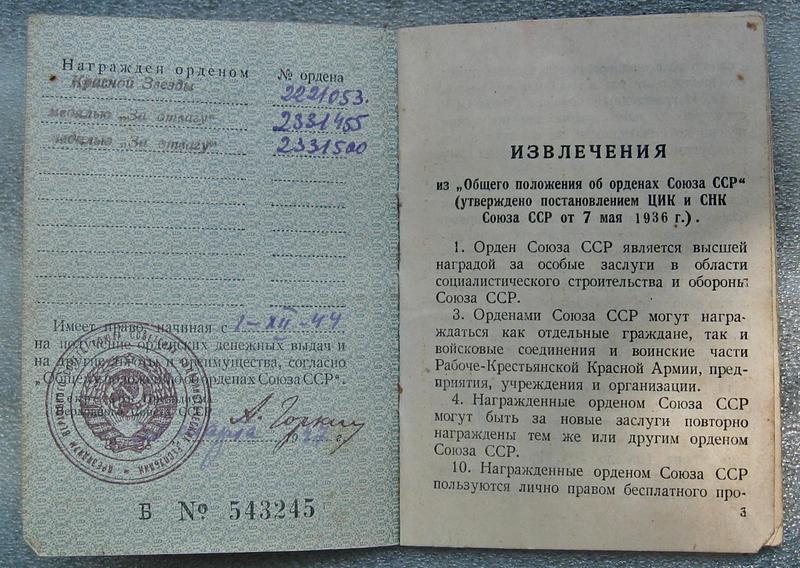 Награжден орденом № ордена
Красной Звезды 2221053.
медалью „За отвагу" 2331455
медалью „За отвагу" 2331500
Имеет право, начиная с 1-XII-44
на получение орденских денежных выдач и
на другие льготы и преимущества, согласно
„Общему положению об орденах Союза ССР".
Секретарь Президиума
Верховного Совета СССР А. Горкин
марта
Б № 543245
ИЗВЛЕЧЕНИЯ
из „Общего положения об орденах Союза ССР"
(утверждено постановлением ЦИК и СНК
Союза ССР от 7 мая 1936 г.).
1. Орден Союза ССР является высшей
наградой за особые заслуги в области
социалистического строительства и обороны
Союза ССР.
3. Орденами Союза ССР могут награ-
ждаться как отдельные граждане, так и
войсковые соединения и воинские части
Рабоче-Крестьянской Красной Армии, пред-
приятия, учреждения и организации.
4. Награжденные орденом Союза ССР
могут быть за новые заслуги повторно
награждены тем же или другим орденом
Союза ССР.
10. Награжденные орденом Союза ССР
пользуются лично правом бесплатного про-
3